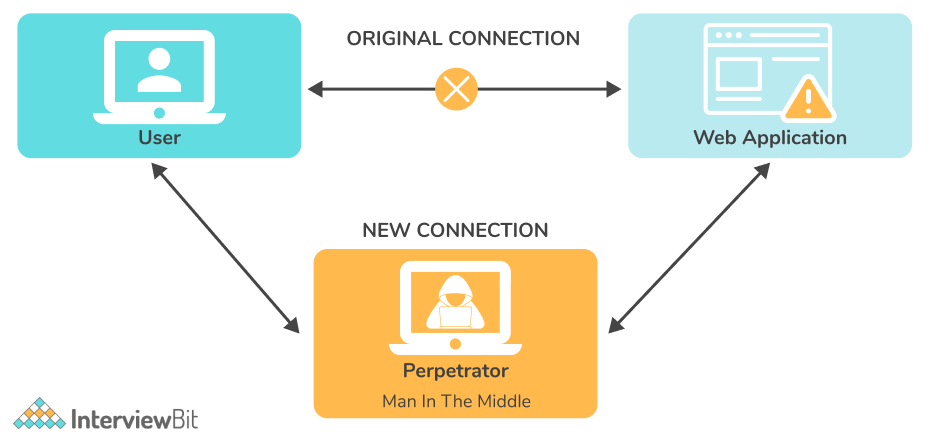 ORIGINAL CONNECTION
User
Web Application
NEW CONNECTION
Perpetrator
Man In The Middle
InterviewBit